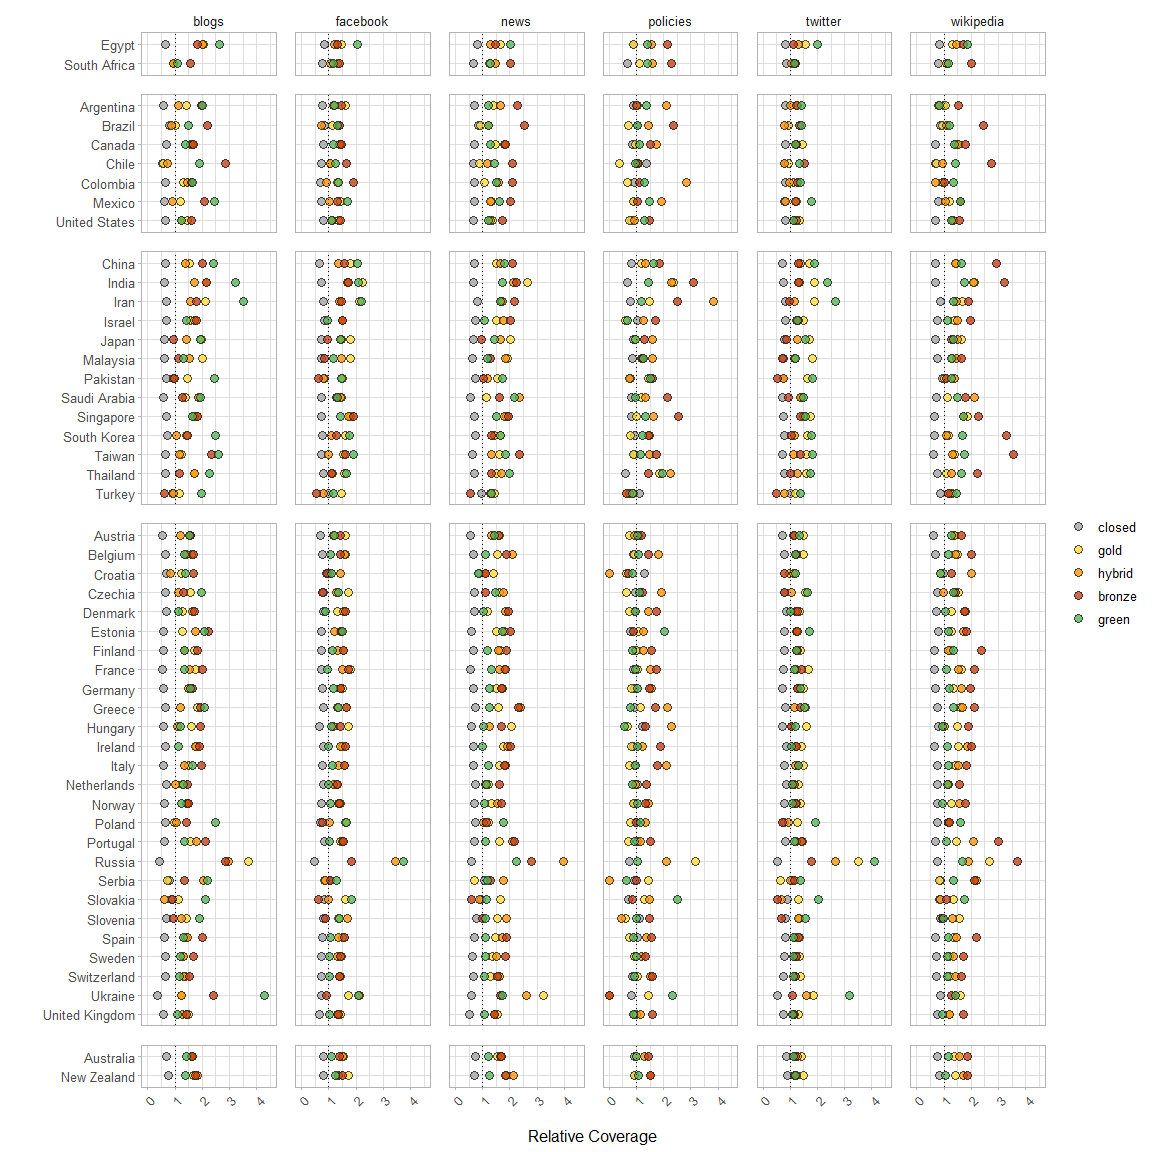 blogs facebook news policies twitter wikipedia
Egypt
South Africa
Argentina
Brazil
Canada
Chile
Colombia
Mexico
United States
China
India
Iran
Israel
Japan
Malaysia
Pakistan
Saudi Arabia
Singapore
South Korea
Taiwan
Thailand
Turkey
Austria
Belgium
Croatia
Czechia
Denmark
Estonia
Finland
France
Germany
Greece
Hungary
Ireland
Italy
Netherlands
Norway
Poland
Portugal
Russia
Serbia
Slovakia
Slovenia
Spain
Sweden
Switzerland
Ukraine
United Kingdom
Australia
New Zealand
0 1 2 3 4 0 1 2 3 4 0 1 2 3 4 0 1 2 3 4 0 1 2 3 4 0 1 2 3 4
Relative Coverage
closed
gold
hybrid
bronze
green